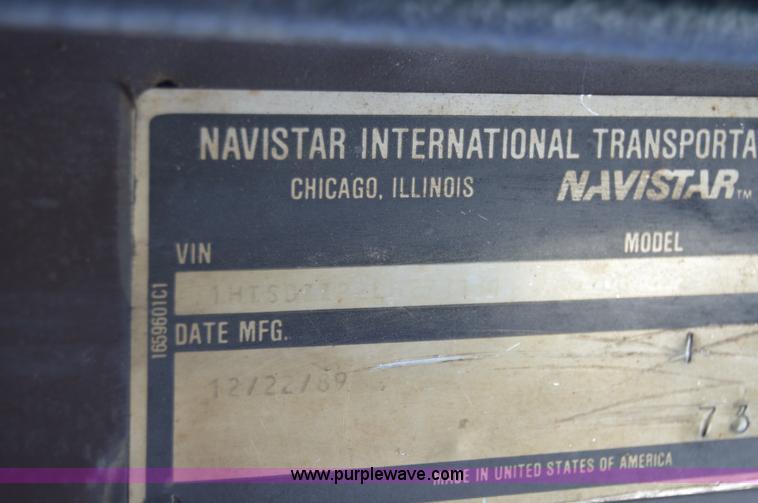 NAVISTAR INTERNATIONAL TRANSPORTA
CHICAGO, ILLINOIS NAVISTAR™
VIN MODEL
1659601C1
DATE MFG.
12/22/89
73
MADE IN UNITED STATES OF AMERICA
www.purplewave.com